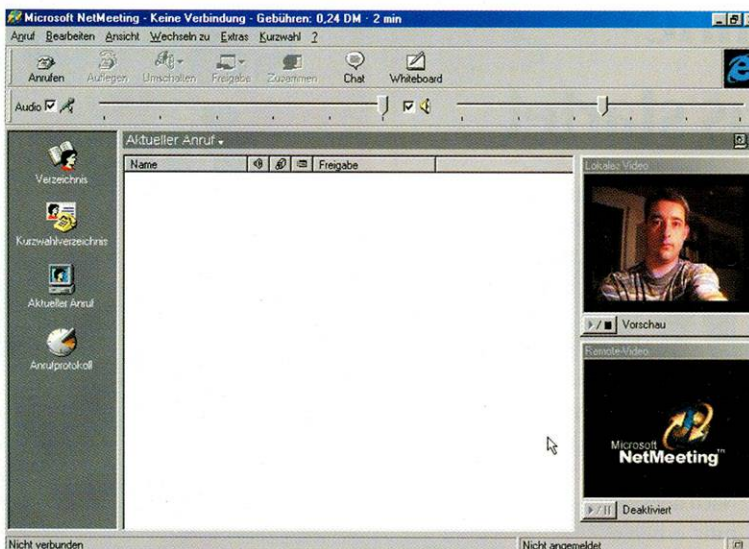 Microsoft NetMeeting - Keine Verbindung - Gebühren: 0,24 DM · 2 min
Anruf Bearbeiten Ansicht Wechseln zu Extras Kurzwahl ?
Anrufen Auflegen Umschalten Freigabe Zusammen Chat Whiteboard
Audio
Aktueller Anruf
Name Freigabe
Lokales Video
Verzeichnis
Kurzwahlverzeichnis
Aktueller Anruf
Anrufprotokoll
Vorschau
Remote-Video
Microsoft
NetMeeting™
Deaktiviert
Nicht verbunden Nicht angemeldet